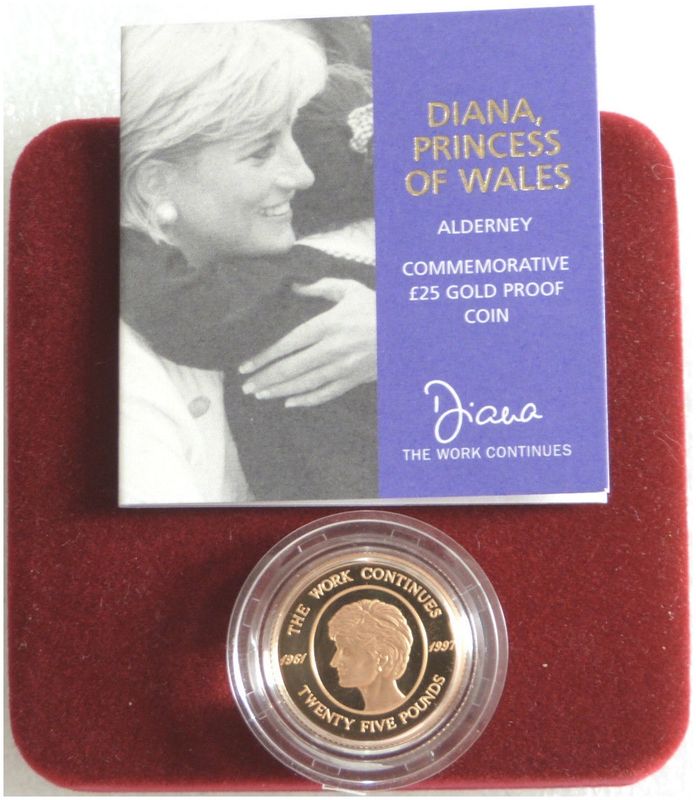 DIANA,
PRINCESS
OF WALES
ALDERNEY
COMMEMORATIVE
£25 GOLD PROOF
COIN
Diana
THE WORK CONTINUES
THE WORK CONTINUES
1961 1997
TWENTY FIVE POUNDS